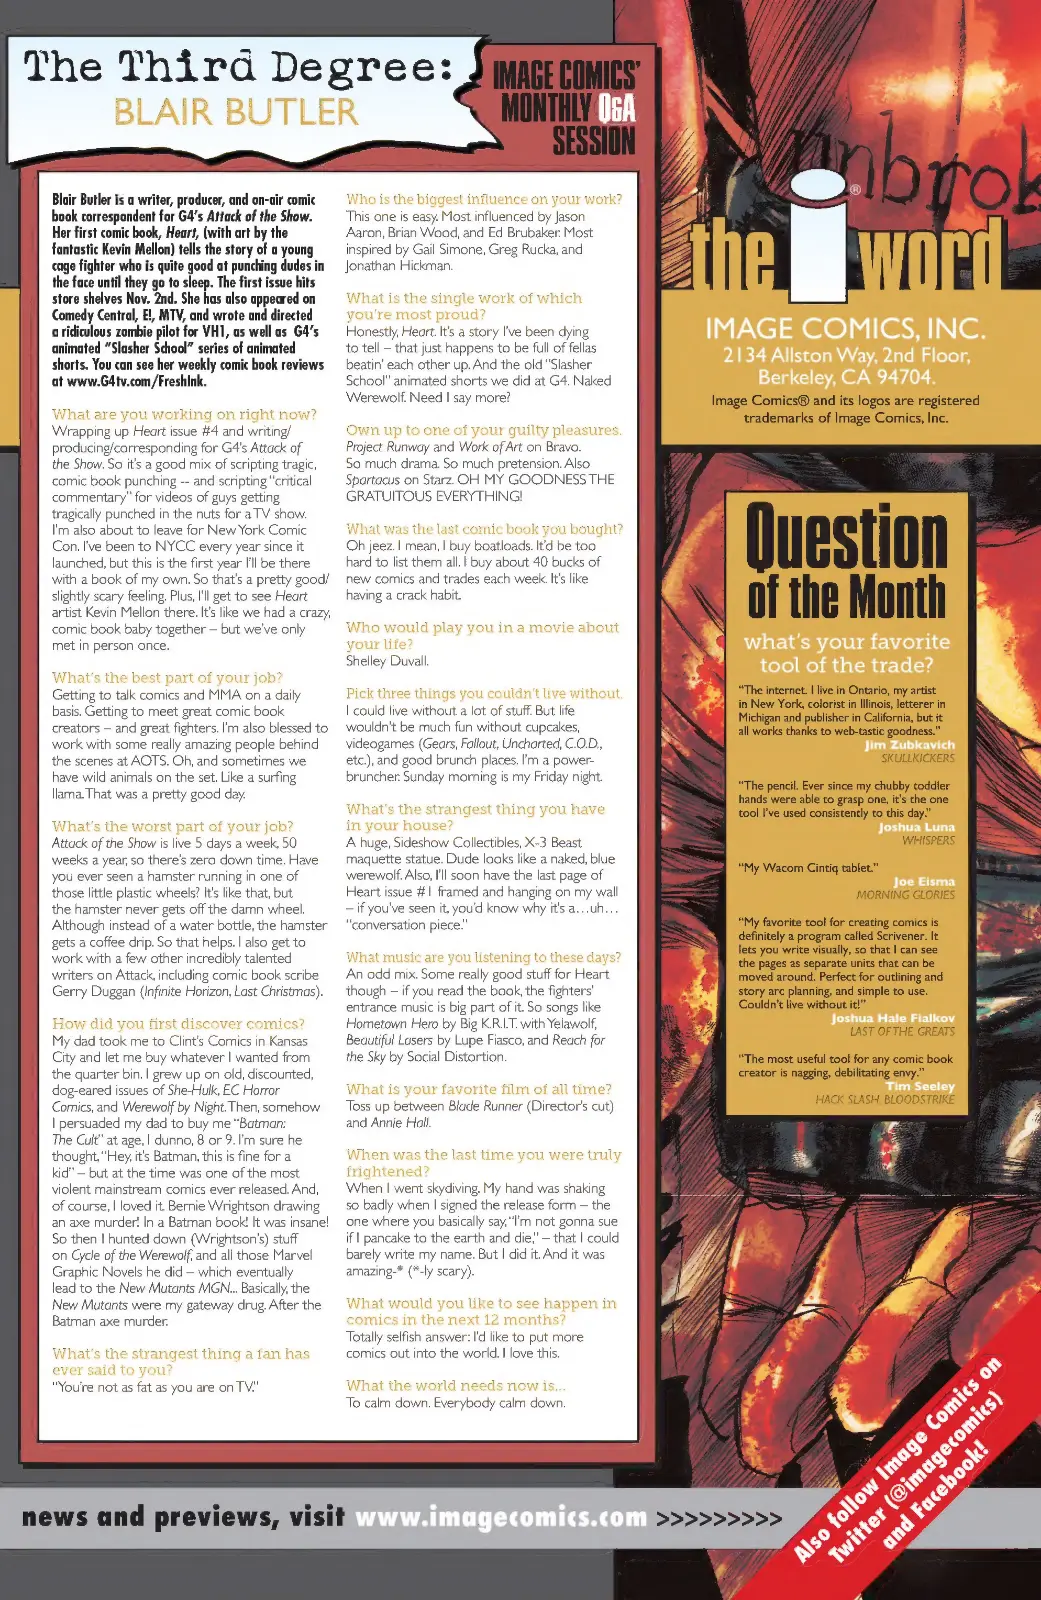 The Third Degree:
BLAIR BUTLER
IMAGE COMICS'
MONTHLY Q&A
SESSION
Blair Butler is a writer, producer, and on-air comic
book correspondent for G4's Attack of the Show.
Her first comic book, Heart, (with art by the
fantastic Kevin Mellon) tells the story of a young
cage fighter who is quite good at punching dudes in
the face until they go to sleep. The first issue hits
store shelves Nov. 2nd. She has also appeared on
Comedy Central, E!, MTV, and wrote and directed
a ridiculous zombie pilot for VH1, as well as G4's
animated "Slasher School" series of animated
shorts. You can see her weekly comic book reviews
at www.G4tv.com/FreshInk.
What are you working on right now?
Wrapping up Heart issue #4 and writing/
producing/corresponding for G4's Attack of
the Show. So it's a good mix of scripting tragic,
comic book punching -- and scripting "critical
commentary" for videos of guys getting
tragically punched in the nuts for a TV show.
I'm also about to leave for New York Comic
Con. I've been to NYCC every year since it
launched, but this is the first year I'll be there
with a book of my own. So that's a pretty good/
slightly scary feeling. Plus, I'll get to see Heart
artist Kevin Mellon there. It's like we had a crazy,
comic book baby together – but we've only
met in person once.
What's the best part of your job?
Getting to talk comics and MMA on a daily
basis. Getting to meet great comic book
creators – and great fighters. I'm also blessed to
work with some really amazing people behind
the scenes at AOTS. Oh, and sometimes we
have wild animals on the set. Like a surfing
llama. That was a pretty good day.
What's the worst part of your job?
Attack of the Show is live 5 days a week, 50
weeks a year, so there's zero down time. Have
you ever seen a hamster running in one of
those little plastic wheels? It's like that, but
the hamster never gets off the damn wheel.
Although instead of a water bottle, the hamster
gets a coffee drip. So that helps. I also get to
work with a few other incredibly talented
writers on Attack, including comic book scribe
Gerry Duggan (Infinite Horizon, Last Christmas).
How did you first discover comics?
My dad took me to Clint's Comics in Kansas
City and let me buy whatever I wanted from
the quarter bin. I grew up on old, discounted,
dog-eared issues of She-Hulk, EC Horror
Comics, and Werewolf by Night. Then, somehow
I persuaded my dad to buy me "Batman:
The Cult" at age, I dunno, 8 or 9. I'm sure he
thought, "Hey, it's Batman, this is fine for a
kid" – but at the time was one of the most
violent mainstream comics ever released. And,
of course, I loved it. Bernie Wrightson drawing
an axe murder! In a Batman book! It was insane!
So then I hunted down (Wrightson's) stuff
on Cycle of the Werewolf, and all those Marvel
Graphic Novels he did – which eventually
lead to the New Mutants MGN... Basically, the
New Mutants were my gateway drug. After the
Batman axe murder.
What's the strangest thing a fan has
ever said to you?
"You're not as fat as you are on TV."
Who is the biggest influence on your work?
This one is easy. Most influenced by Jason
Aaron, Brian Wood, and Ed Brubaker. Most
inspired by Gail Simone, Greg Rucka, and
Jonathan Hickman.
What is the single work of which
you're most proud?
Honestly, Heart. It's a story I've been dying
to tell – that just happens to be full of fellas
beatin' each other up. And the old "Slasher
School" animated shorts we did at G4. Naked
Werewolf. Need I say more?
Own up to one of your guilty pleasures.
Project Runway and Work of Art on Bravo.
So much drama. So much pretension. Also
Spartacus on Starz. OH MY GOODNESS THE
GRATUITOUS EVERYTHING!
What was the last comic book you bought?
Oh jeez. I mean, I buy boatloads. It'd be too
hard to list them all. I buy about 40 bucks of
new comics and trades each week. It's like
having a crack habit.
Who would play you in a movie about
your life?
Shelley Duvall.
Pick three things you couldn't live without.
I could live without a lot of stuff. But life
wouldn't be much fun without cupcakes,
videogames (Gears, Fallout, Uncharted, C.O.D.,
etc.), and good brunch places. I'm a power-
bruncher. Sunday morning is my Friday night.
What's the strangest thing you have
in your house?
A huge, Sideshow Collectibles, X-3 Beast
maquette statue. Dude looks like a naked, blue
werewolf. Also, I'll soon have the last page of
Heart issue #1 framed and hanging on my wall
– if you've seen it, you'd know why it's a...uh...
"conversation piece."
What music are you listening to these days?
An odd mix. Some really good stuff for Heart
though – if you read the book, the fighters'
entrance music is big part of it. So songs like
Hometown Hero by Big K.R.I.T. with Yelawolf,
Beautiful Losers by Lupe Fiasco, and Reach for
the Sky by Social Distortion.
What is your favorite film of all time?
Toss up between Blade Runner (Director's cut)
and Annie Hall.
When was the last time you were truly
frightened?
When I went skydiving. My hand was shaking
so badly when I signed the release form – the
one where you basically say, "I'm not gonna sue
if I pancake to the earth and die," – that I could
barely write my name. But I did it. And it was
amazing-* (*-ly scary).
What would you like to see happen in
comics in the next 12 months?
Totally selfish answer: I'd like to put more
comics out into the world. I love this.
What the world needs now is...
To calm down. Everybody calm down.
unbrok
the i word
®
IMAGE COMICS, INC.
2134 Allston Way, 2nd Floor,
Berkeley, CA 94704.
Image Comics® and its logos are registered
trademarks of Image Comics, Inc.
Question
of the Month
what's your favorite
tool of the trade?
"The internet. I live in Ontario, my artist
in New York, colorist in Illinois, letterer in
Michigan and publisher in California, but it
all works thanks to web-tastic goodness."
Jim Zubkavich
SKULLKICKERS
"The pencil. Ever since my chubby toddler
hands were able to grasp one, it's the one
tool I've used consistently to this day."
Joshua Luna
WHISPERS
"My Wacom Cintiq tablet."
Joe Eisma
MORNING GLORIES
"My favorite tool for creating comics is
definitely a program called Scrivener. It
lets you write visually, so that I can see
the pages as separate units that can be
moved around. Perfect for outlining and
story arc planning, and simple to use.
Couldn't live without it!"
Joshua Hale Fialkov
LAST OF THE GREATS
"The most useful tool for any comic book
creator is nagging, debilitating envy."
Tim Seeley
HACK SLASH, BLOODSTRIKE
Also follow Image Comics on
Twitter (@imagecomics)
and Facebook!
news and previews, visit www.imagecomics.com >>>>>>>>>